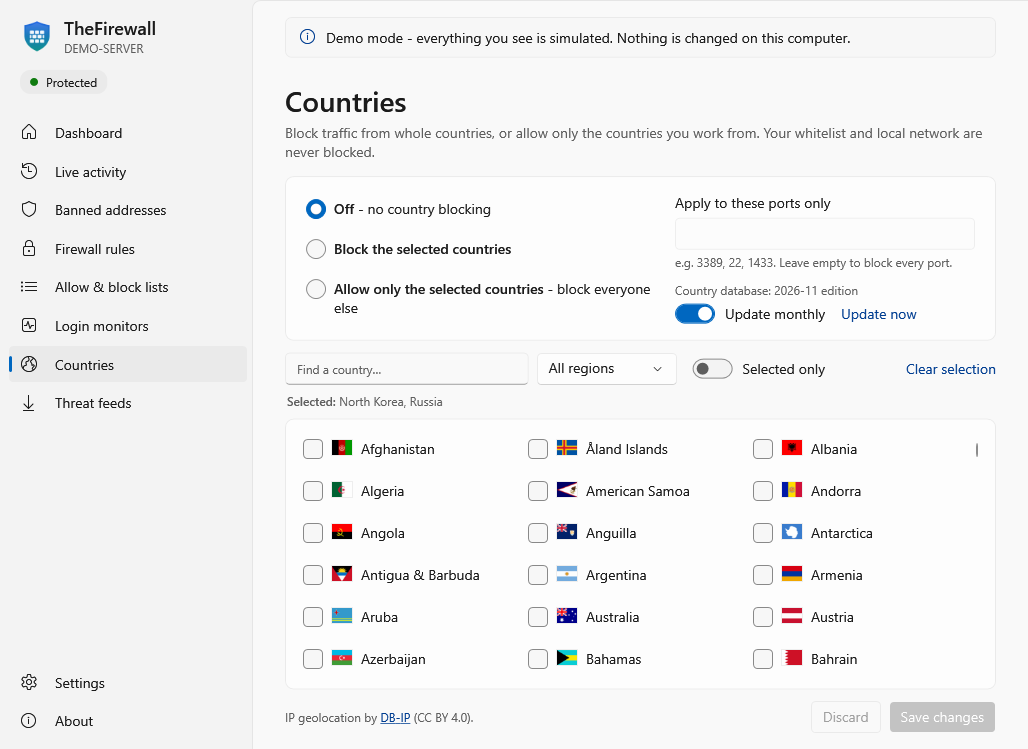 TheFirewall
DEMO-SERVER
Protected
Dashboard
Live activity
Banned addresses
Firewall rules
Allow & block lists
Login monitors
Countries
Threat feeds
Settings
About
Demo mode - everything you see is simulated. Nothing is changed on this computer.
Countries
Block traffic from whole countries, or allow only the countries you work from. Your whitelist and local network are
never blocked.
Off - no country blocking
Block the selected countries
Allow only the selected countries - block everyone
else
Apply to these ports only
e.g. 3389, 22, 1433. Leave empty to block every port.
Country database: 2026-11 edition
Update monthly Update now
Find a country... All regions Selected only Clear selection
Selected: North Korea, Russia
Afghanistan Åland Islands Albania
Algeria American Samoa Andorra
Angola Anguilla Antarctica
Antigua & Barbuda Argentina Armenia
Aruba Australia Austria
Azerbaijan Bahamas Bahrain
IP geolocation by DB-IP (CC BY 4.0).
Discard Save changes